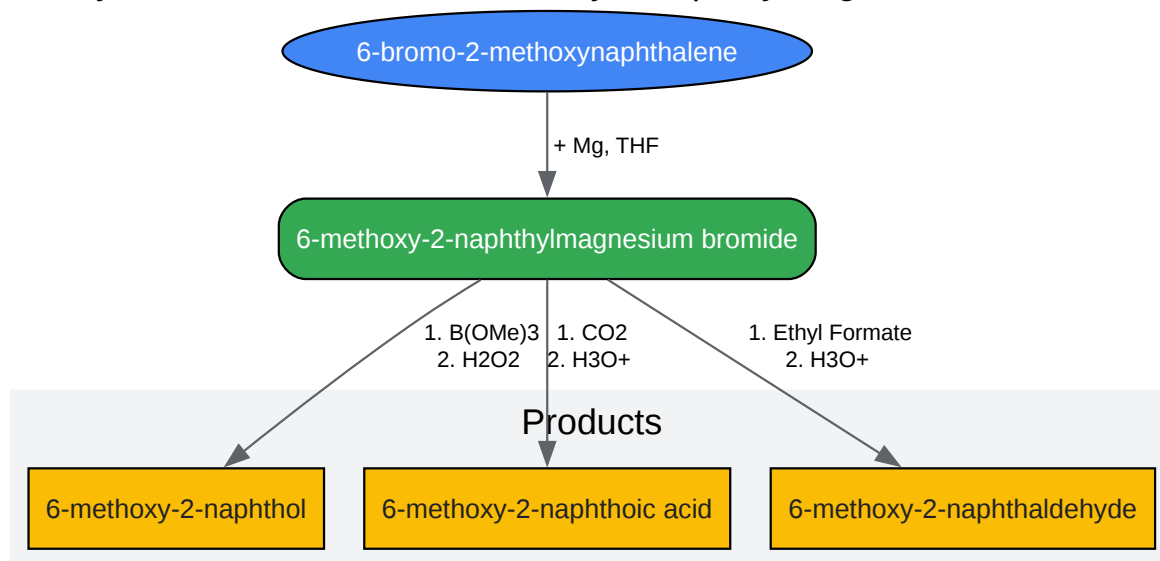 6-bromo-2-methoxynaphthalene
+ Mg, THF
6-methoxy-2-naphthylmagnesium bromide
1. B(OMe)3
2. H2O2
1. CO2
2. H3O+
1. Ethyl Formate
2. H3O+
Products
6-methoxy-2-naphthol
6-methoxy-2-naphthoic acid
6-methoxy-2-naphthaldehyde